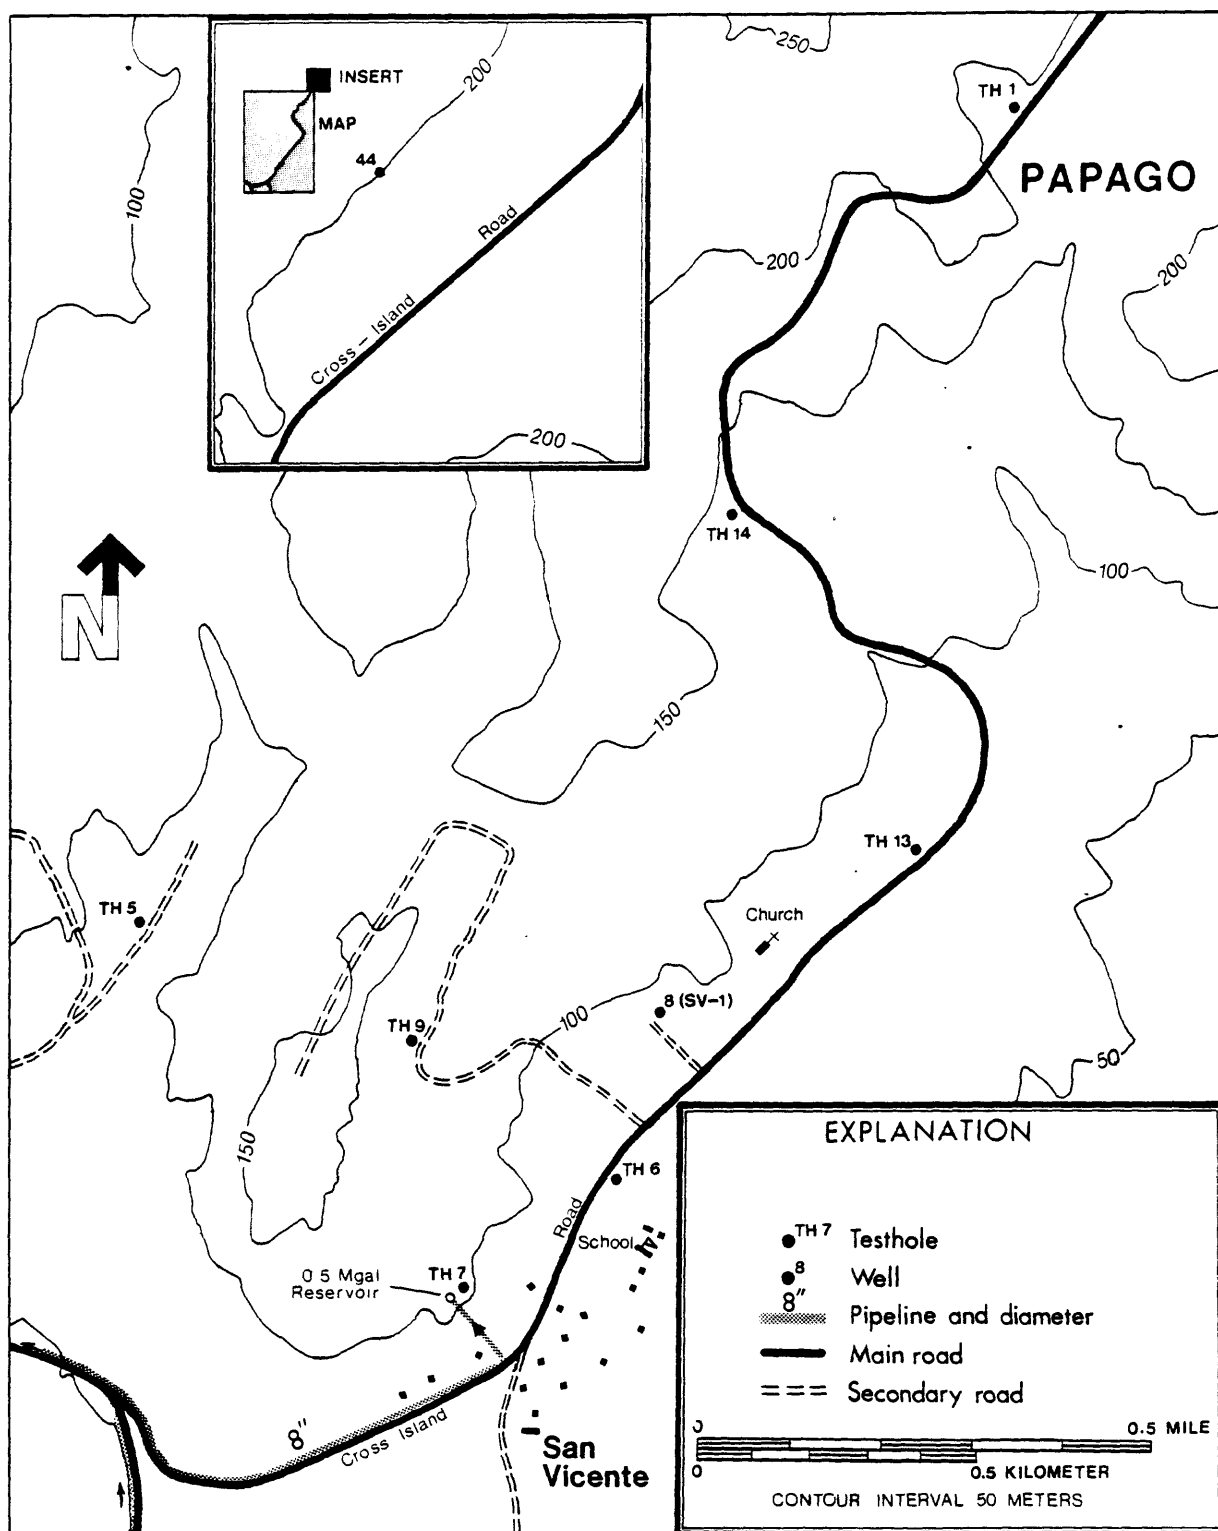 250
INSERT
200
MAP
TH 1
44
PAPAGO
100
Road
200
200
Cross – Island
200
TH 14
100
N
150
TH 13
TH 5
Church
8 (SV-1)
TH 9
100
50
EXPLANATION
150
TH 6
Road
TH 7 Testhole
School
0 5 Mgal
Reservoir
TH 7
8 Well
8" Pipeline and diameter
Main road
Secondary road
8"
Cross Island
San
Vicente
0 0.5 MILE
0 0.5 KILOMETER
CONTOUR INTERVAL 50 METERS